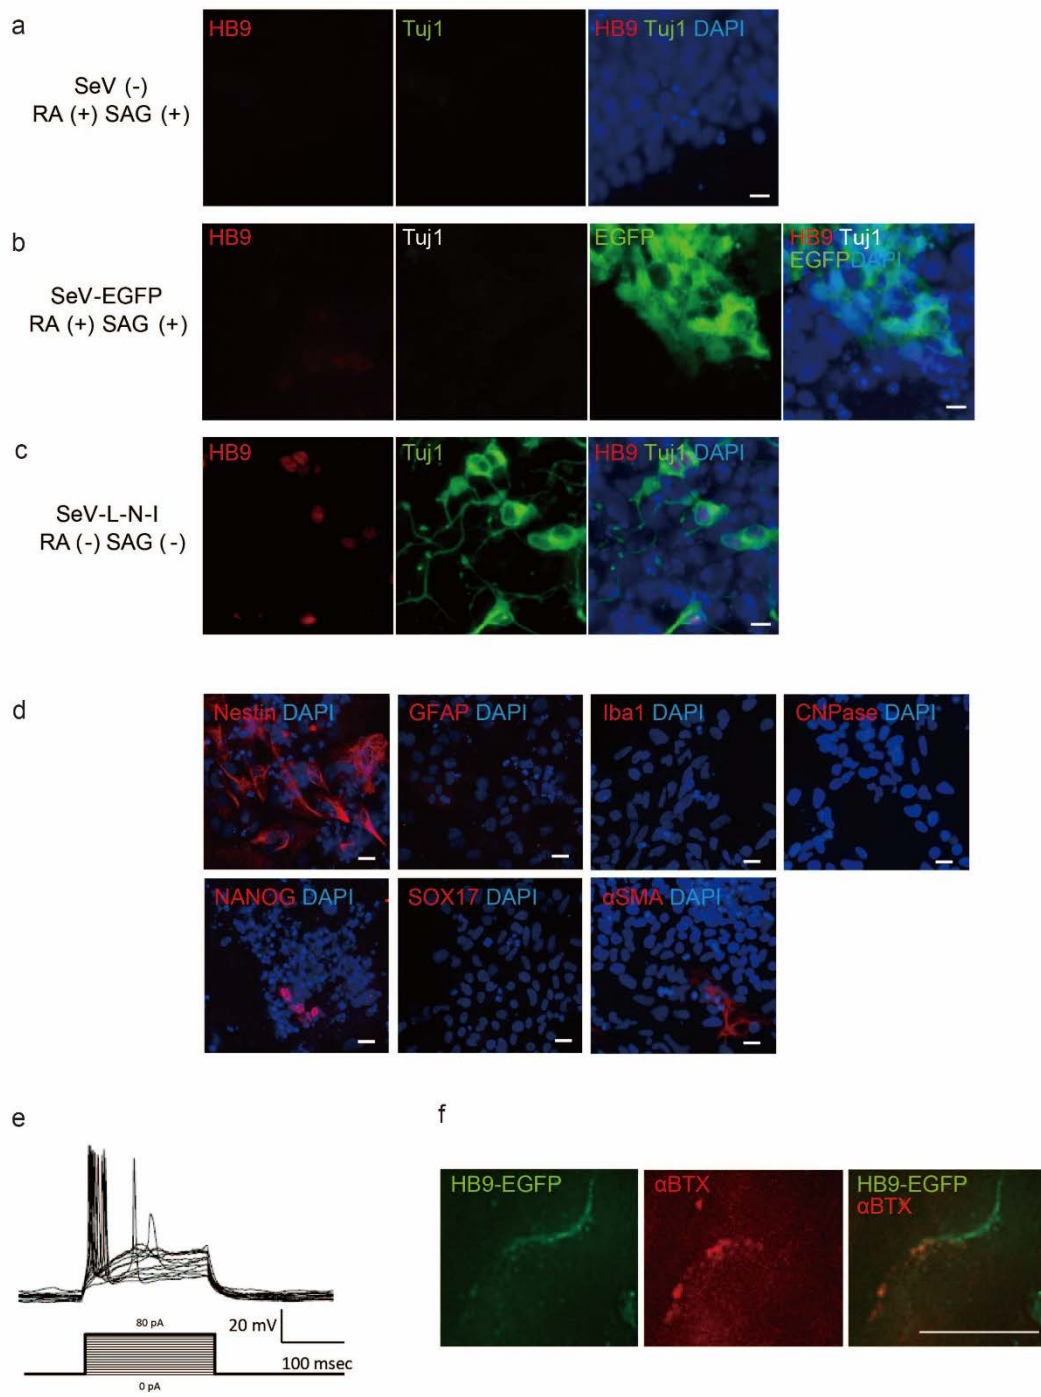 a
SeV (-)
RA (+) SAG (+)
HB9
Tuj1
HB9 Tuj1 DAPI
b
SeV-EGFP
RA (+) SAG (+)
HB9
Tuj1
EGFP
HB9 Tuj1
EGFPDAPI
c
SeV-L-N-I
RA (-) SAG (-)
HB9
Tuj1
HB9 Tuj1 DAPI
d
Nestin DAPI
GFAP DAPI
Iba1 DAPI
CNPase DAPI
NANOG DAPI
SOX17 DAPI
αSMA DAPI
e
80 pA
20 mV
100 msec
0 pA
f
HB9-EGFP
αBTX
HB9-EGFP
αBTX